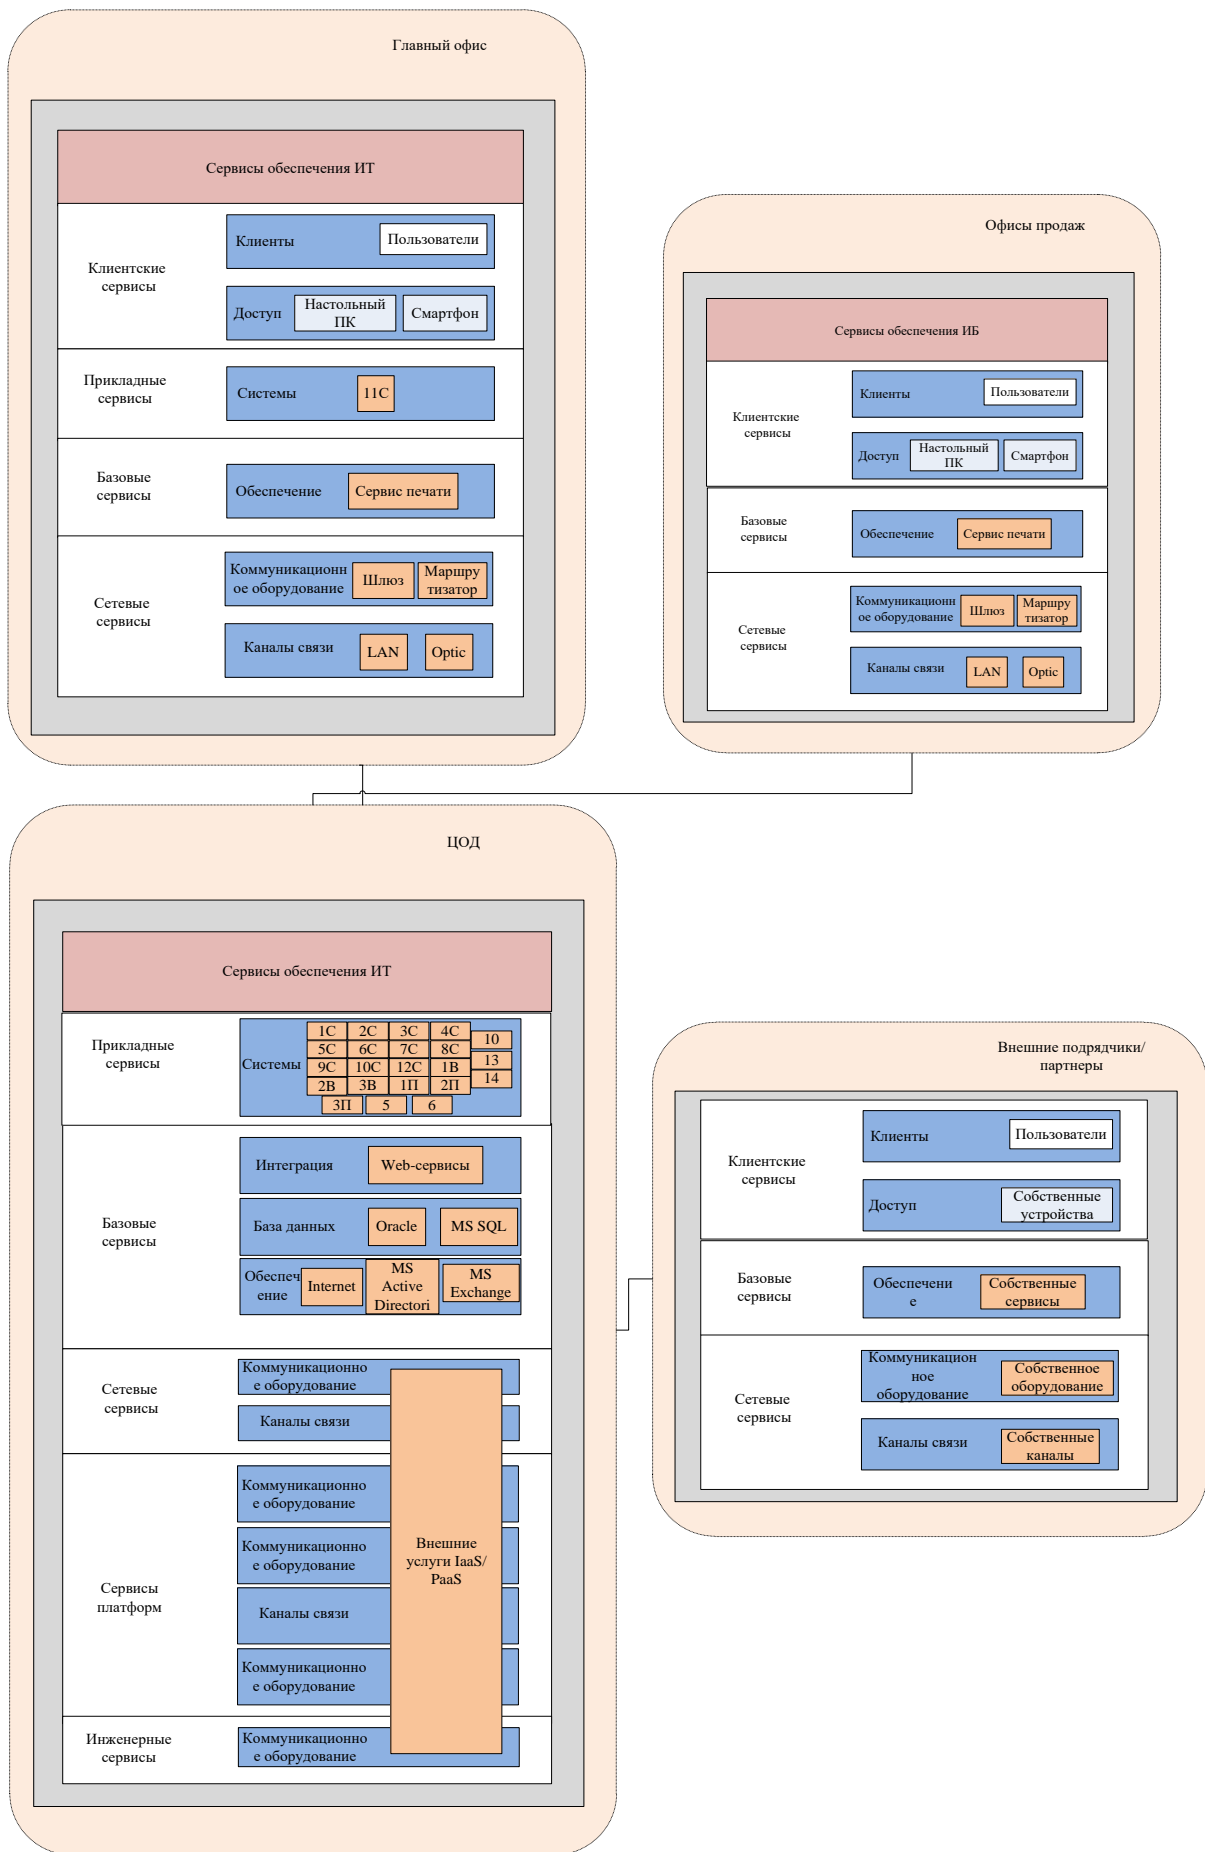 Главный офис
Сервисы обеспечения ИТ
Клиентские
сервисы
Клиенты
Пользователи
Доступ
Настольный
ПК
Смартфон
Прикладные
сервисы
Системы
11С
Базовые
сервисы
Обеспечение
Сервис печати
Сетевые
сервисы
Коммуникационн
ое оборудование
Шлюз
Маршру
тизатор
Каналы связи
LAN
Optic
Офисы продаж
Сервисы обеспечения ИБ
Клиентские
сервисы
Клиенты
Пользователи
Доступ
Настольный
ПК
Смартфон
Базовые
сервисы
Обеспечение
Сервис печати
Сетевые
сервисы
Коммуникационн
ое оборудование
Шлюз
Маршру
тизатор
Каналы связи
LAN
Optic
ЦОД
Сервисы обеспечения ИТ
Прикладные
сервисы
Системы
1С 2С 3С 4С 10
5С 6С 7С 8С 13
9С 10С 12С 1В 14
2В 3В 1П 2П
3П 5 6
Базовые
сервисы
Интеграция
Web-сервисы
База данных
Oracle
MS SQL
Обеспеч
ение
Internet
MS
Active
Directori
MS
Exchange
Сетевые
сервисы
Коммуникационно
е оборудование
Каналы связи
Сервисы
платформ
Коммуникационно
е оборудование
Коммуникационно
е оборудование
Каналы связи
Коммуникационно
е оборудование
Внешние
услуги IaaS/
PaaS
Инженерные
сервисы
Коммуникационно
е оборудование
Внешние подрядчики/
партнеры
Клиентские
сервисы
Клиенты
Пользователи
Доступ
Собственные
устройства
Базовые
сервисы
Обеспечени
е
Собственные
сервисы
Сетевые
сервисы
Коммуникацион
ное
оборудование
Собственное
оборудование
Каналы связи
Собственные
каналы